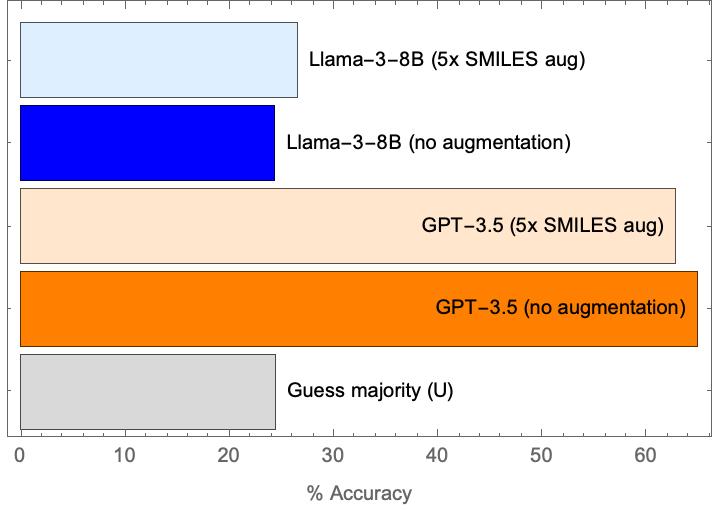 Llama−3−8B (5x SMILES aug)
Llama−3−8B (no augmentation)
GPT−3.5 (5x SMILES aug)
GPT−3.5 (no augmentation)
Guess majority (U)
0 10 20 30 40 50 60
% Accuracy